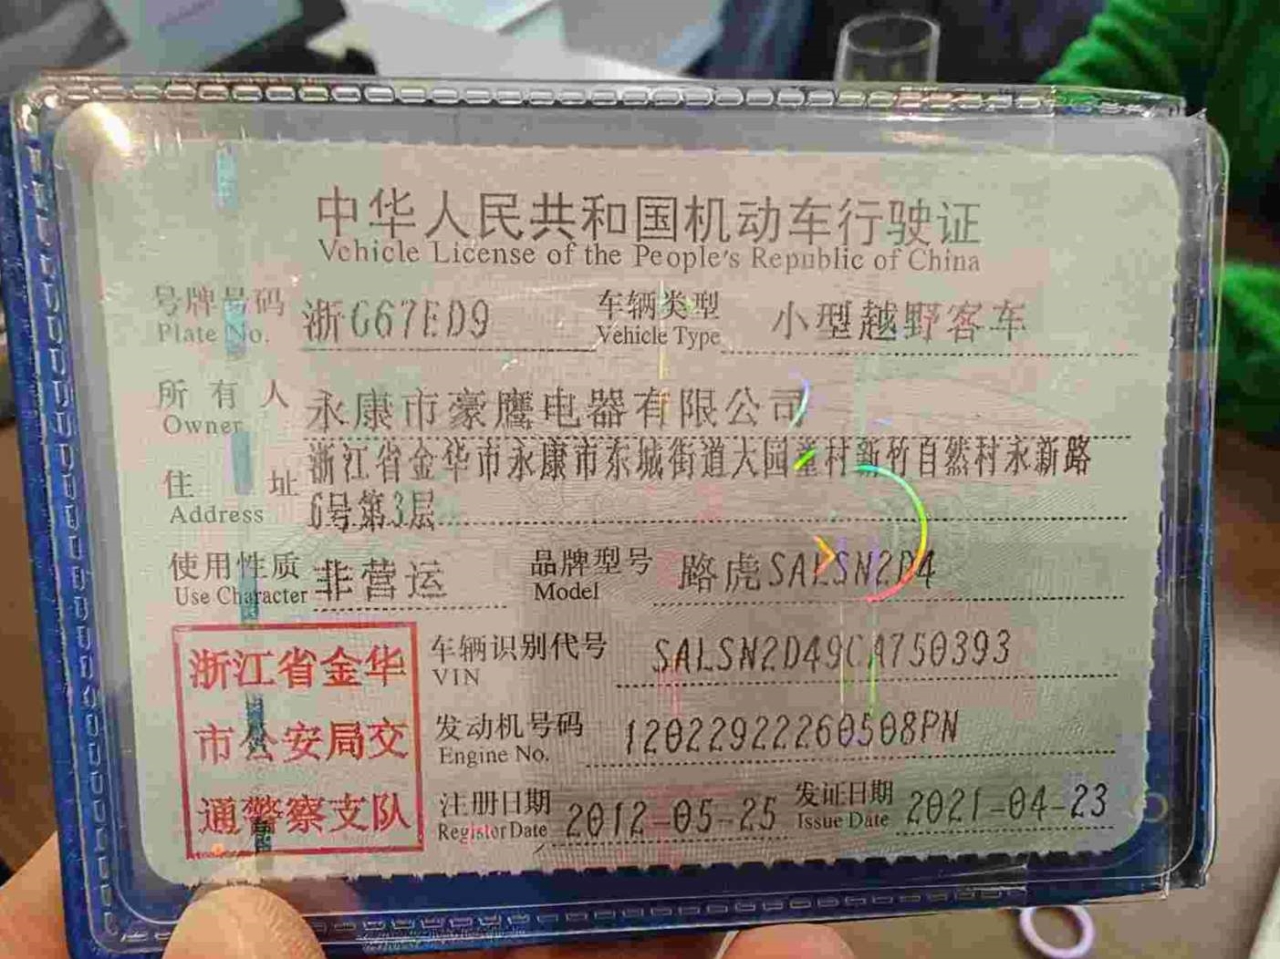 中华人民共和国机动车行驶证
Vehicle License of the People's Republic of China
号牌号码 浙G67ED9 车辆类型 小型越野客车
Plate No. Vehicle Type
所有人 永康市豪鹰电器有限公司
Owner
浙江省金华市永康市东城街道大园塘村新竹自然村永新路
住址 6号第3层
Address
使用性质 非营运 品牌型号 路虎SALSN2D4
Use Character Model
浙江省金华 车辆识别代号 SALSN2D49CA750393
VIN
市公安局交 发动机号码 12022922260508PN
Engine No.
通警察支队 注册日期 2012-05-25 发证日期 2021-04-23
Register Date Issue Date